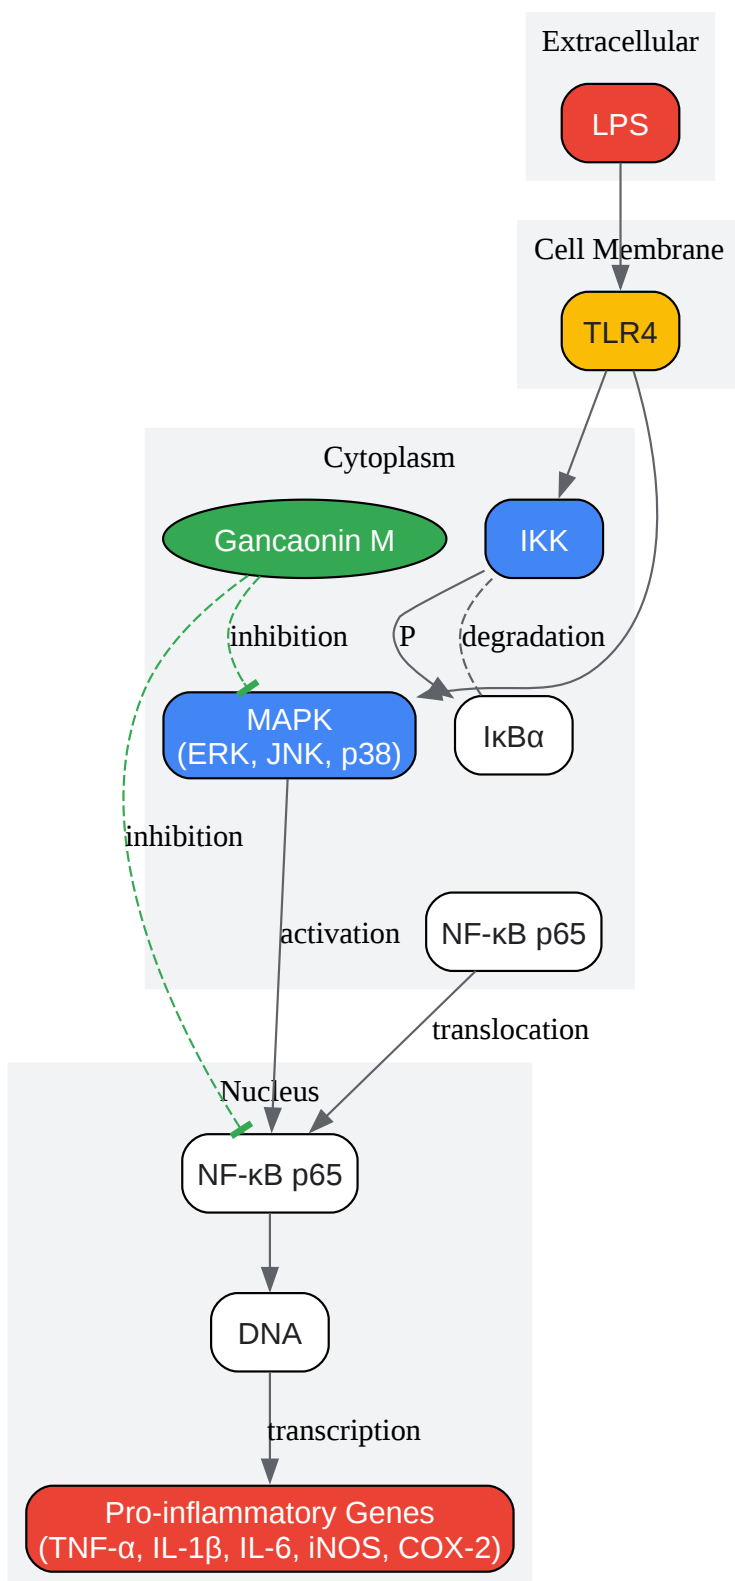 Extracellular
LPS
Cell Membrane
TLR4
Cytoplasm
Gancaonin M
IKK
inhibition
P
degradation
MAPK
(ERK, JNK, p38)
IκBα
inhibition
activation
NF-κB p65
translocation
Nucleus
NF-κB p65
DNA
transcription
Pro-inflammatory Genes
(TNF-α, IL-1β, IL-6, iNOS, COX-2)